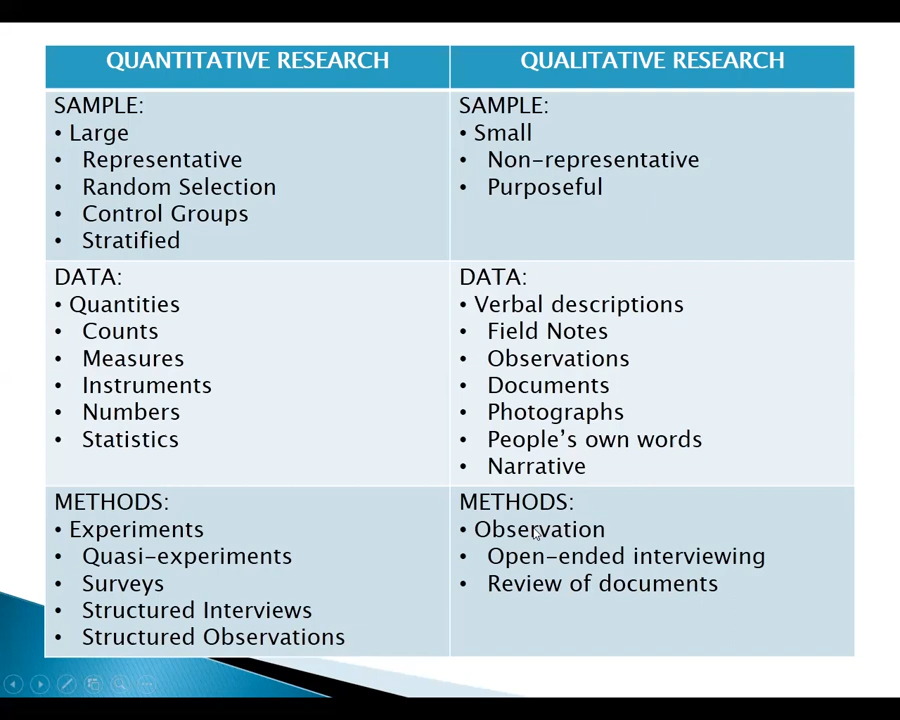 QUANTITATIVE RESEARCH
QUALITATIVE RESEARCH
SAMPLE:
• Large
• Representative
• Random Selection
• Control Groups
• Stratified
SAMPLE:
• Small
• Non-representative
• Purposeful
DATA:
• Quantities
• Counts
• Measures
• Instruments
• Numbers
• Statistics
DATA:
• Verbal descriptions
• Field Notes
• Observations
• Documents
• Photographs
• People’s own words
• Narrative
METHODS:
• Experiments
• Quasi-experiments
• Surveys
• Structured Interviews
• Structured Observations
METHODS:
• Observation
• Open-ended interviewing
• Review of documents